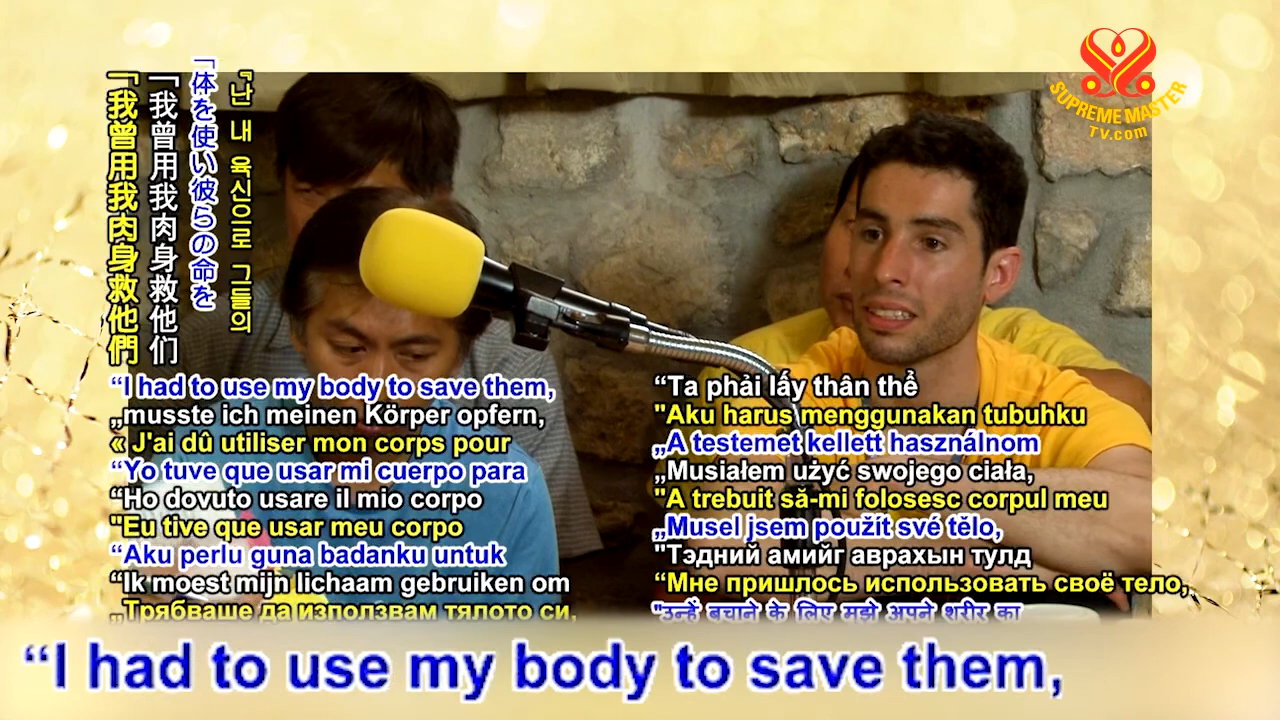 「我曾用我肉身救他們
「我曾用我肉身救他们
「体を使い彼らの命を
『난 내 육신으로 그들의
SUPREME MASTER
TV.com
“I had to use my body to save them,
„musste ich meinen Körper opfern,
« J'ai dû utiliser mon corps pour
“Yo tuve que usar mi cuerpo para
“Ho dovuto usare il mio corpo
"Eu tive que usar meu corpo
“Aku perlu guna badanku untuk
“Ik moest mijn lichaam gebruiken om
„Трябваше да използвам тялото си,
“Ta phải lấy thân thể
"Aku harus menggunakan tubuhku
„A testemet kellett használnom
„Musiałem użyć swojego ciała,
"A trebuit să-mi folosesc corpul meu
„Musel jsem použít své tělo,
"Тэдний амийг аврахын тулд
“Мне пришлось использовать своё тело,
"उन्हें बचाने के लिए मुझे अपने शरीर का
“I had to use my body to save them,